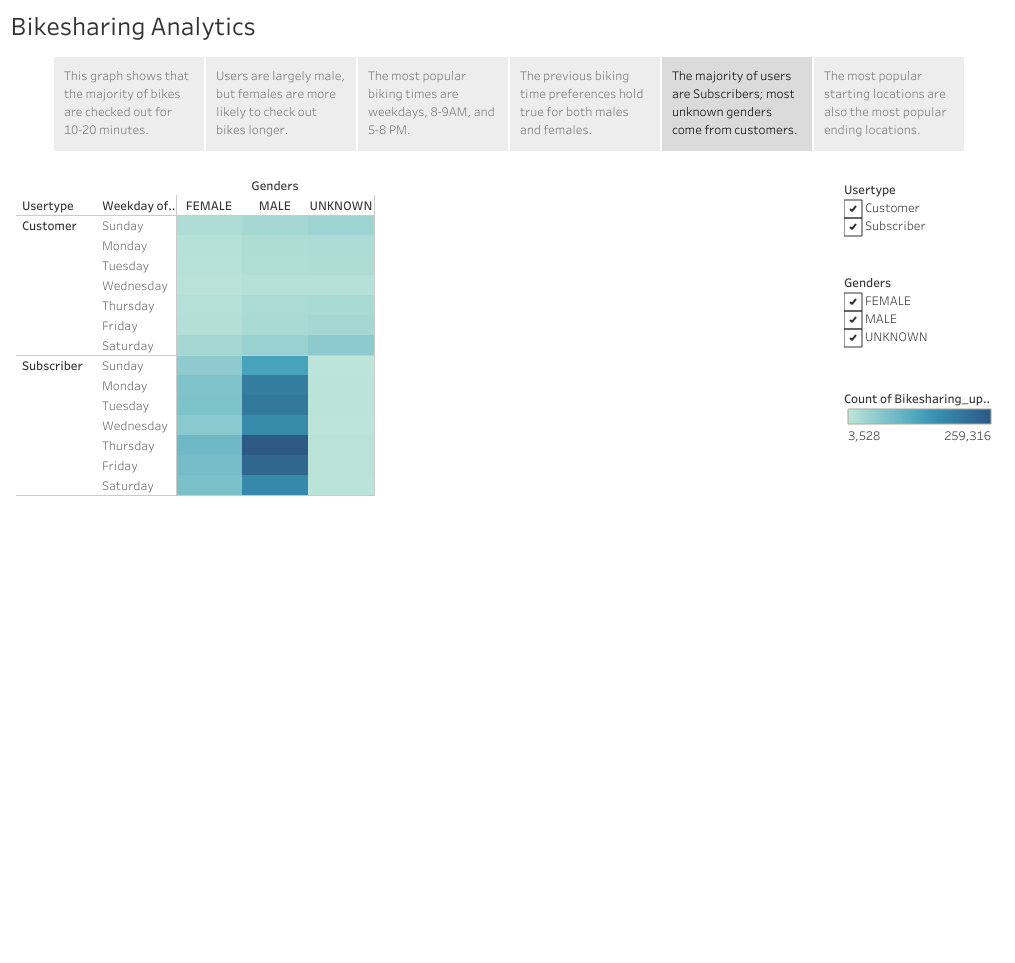 Bikesharing Analytics
This graph shows that
the majority of bikes
are checked out for
10-20 minutes.
Users are largely male,
but females are more
likely to check out
bikes longer.
The most popular
biking times are
weekdays, 8-9AM, and
5-8 PM.
The previous biking
time preferences hold
true for both males
and females.
The majority of users
are Subscribers; most
unknown genders
come from customers.
The most popular
starting locations are
also the most popular
ending locations.
Genders
Usertype Weekday of.. FEMALE MALE UNKNOWN
Customer Sunday
Monday
Tuesday
Wednesday
Thursday
Friday
Saturday
Subscriber Sunday
Monday
Tuesday
Wednesday
Thursday
Friday
Saturday
Usertype
Customer
Subscriber
Genders
FEMALE
MALE
UNKNOWN
Count of Bikesharing_up..
3,528 259,316